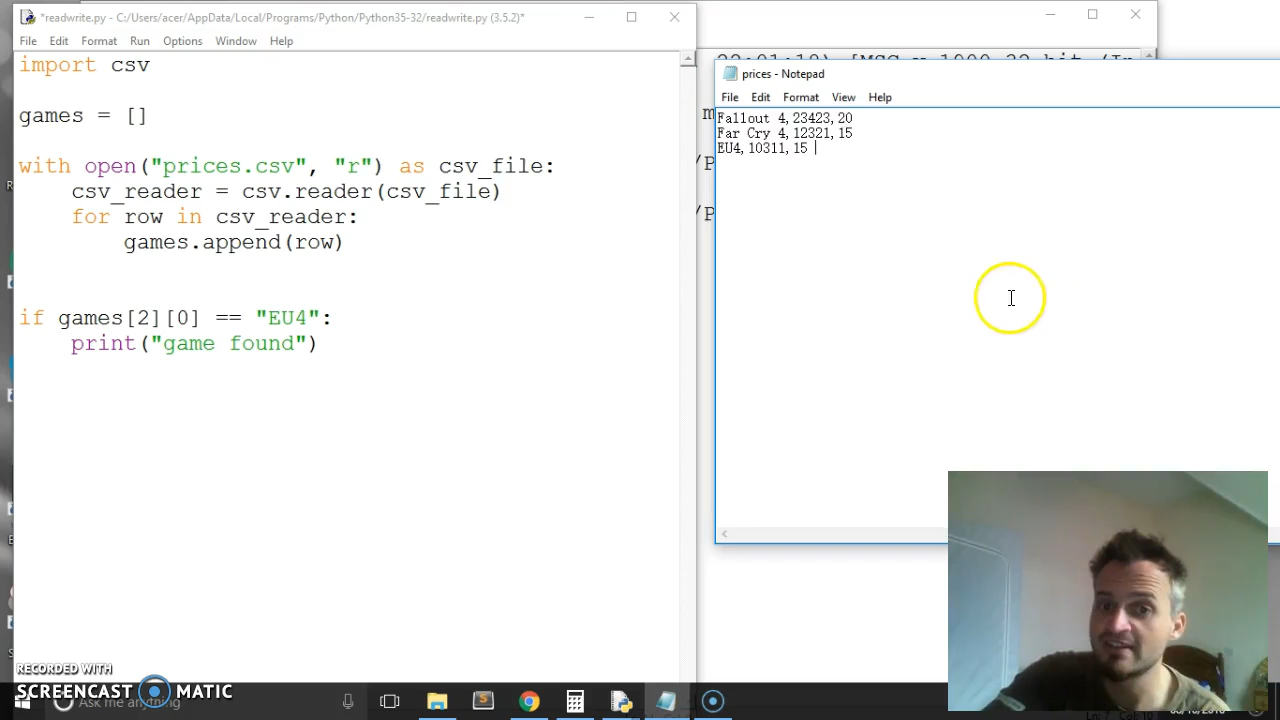 *readwrite.py - C:/Users/acer/AppData/Local/Programs/Python/Python35-32/readwrite.py (3.5.2)*
File Edit Format Run Options Window Help
import csv
games = []
with open("prices.csv", "r") as csv_file:
csv_reader = csv.reader(csv_file)
for row in csv_reader:
games.append(row)
if games[2][0] == "EU4":
print("game found")
prices - Notepad
File Edit Format View Help
Fallout 4,23423,20
Far Cry 4,12321,15
EU4,10311,15
RECORDED WITH
SCREENCAST MATIC
Ask me anything